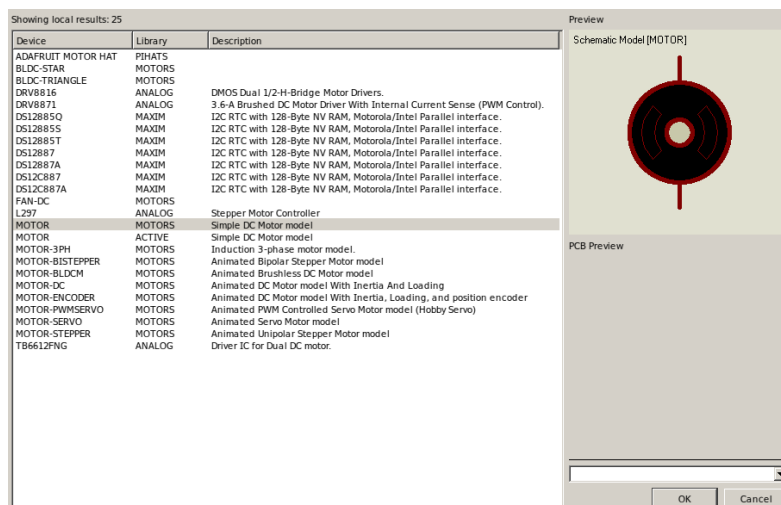 Showing local results: 25
Preview
Device Library Description
Schematic Model [MOTOR]
ADAFRUIT MOTOR HAT PIHATS
BLDC-STAR MOTORS
BLDC-TRIANGLE MOTORS
DRV8816 ANALOG DMOS Dual 1/2-H-Bridge Motor Drivers.
DRV8871 ANALOG 3.6-A Brushed DC Motor Driver With Internal Current Sense (PWM Control).
DS12885Q MAXIM I2C RTC with 128-Byte NV RAM, Motorola/Intel Parallel interface.
DS12885S MAXIM I2C RTC with 128-Byte NV RAM, Motorola/Intel Parallel interface.
DS12885T MAXIM I2C RTC with 128-Byte NV RAM, Motorola/Intel Parallel interface.
DS12887 MAXIM I2C RTC with 128-Byte NV RAM, Motorola/Intel Parallel interface.
DS12887A MAXIM I2C RTC with 128-Byte NV RAM, Motorola/Intel Parallel interface.
DS12C887 MAXIM I2C RTC with 128-Byte NV RAM, Motorola/Intel Parallel interface.
DS12C887A MAXIM I2C RTC with 128-Byte NV RAM, Motorola/Intel Parallel interface.
FAN-DC MOTORS
L297 ANALOG Stepper Motor Controller
MOTOR MOTORS Simple DC Motor model
MOTOR ACTIVE Simple DC Motor model
MOTOR-3PH MOTORS Induction 3-phase motor model.
PCB Preview
MOTOR-BISTEPPER MOTORS Animated Bipolar Stepper Motor model
MOTOR-BLDCM MOTORS Animated Brushless DC Motor model
MOTOR-DC MOTORS Animated DC Motor model With Inertia And Loading
MOTOR-ENCODER MOTORS Animated DC Motor model With Inertia, Loading, and position encoder
MOTOR-PWMSERVO MOTORS Animated PWM Controlled Servo Motor model (Hobby Servo)
MOTOR-SERVO MOTORS Animated Servo Motor model
MOTOR-STEPPER MOTORS Animated Unipolar Stepper Motor model
TB6612FNG ANALOG Driver IC for Dual DC motor.
OK Cancel